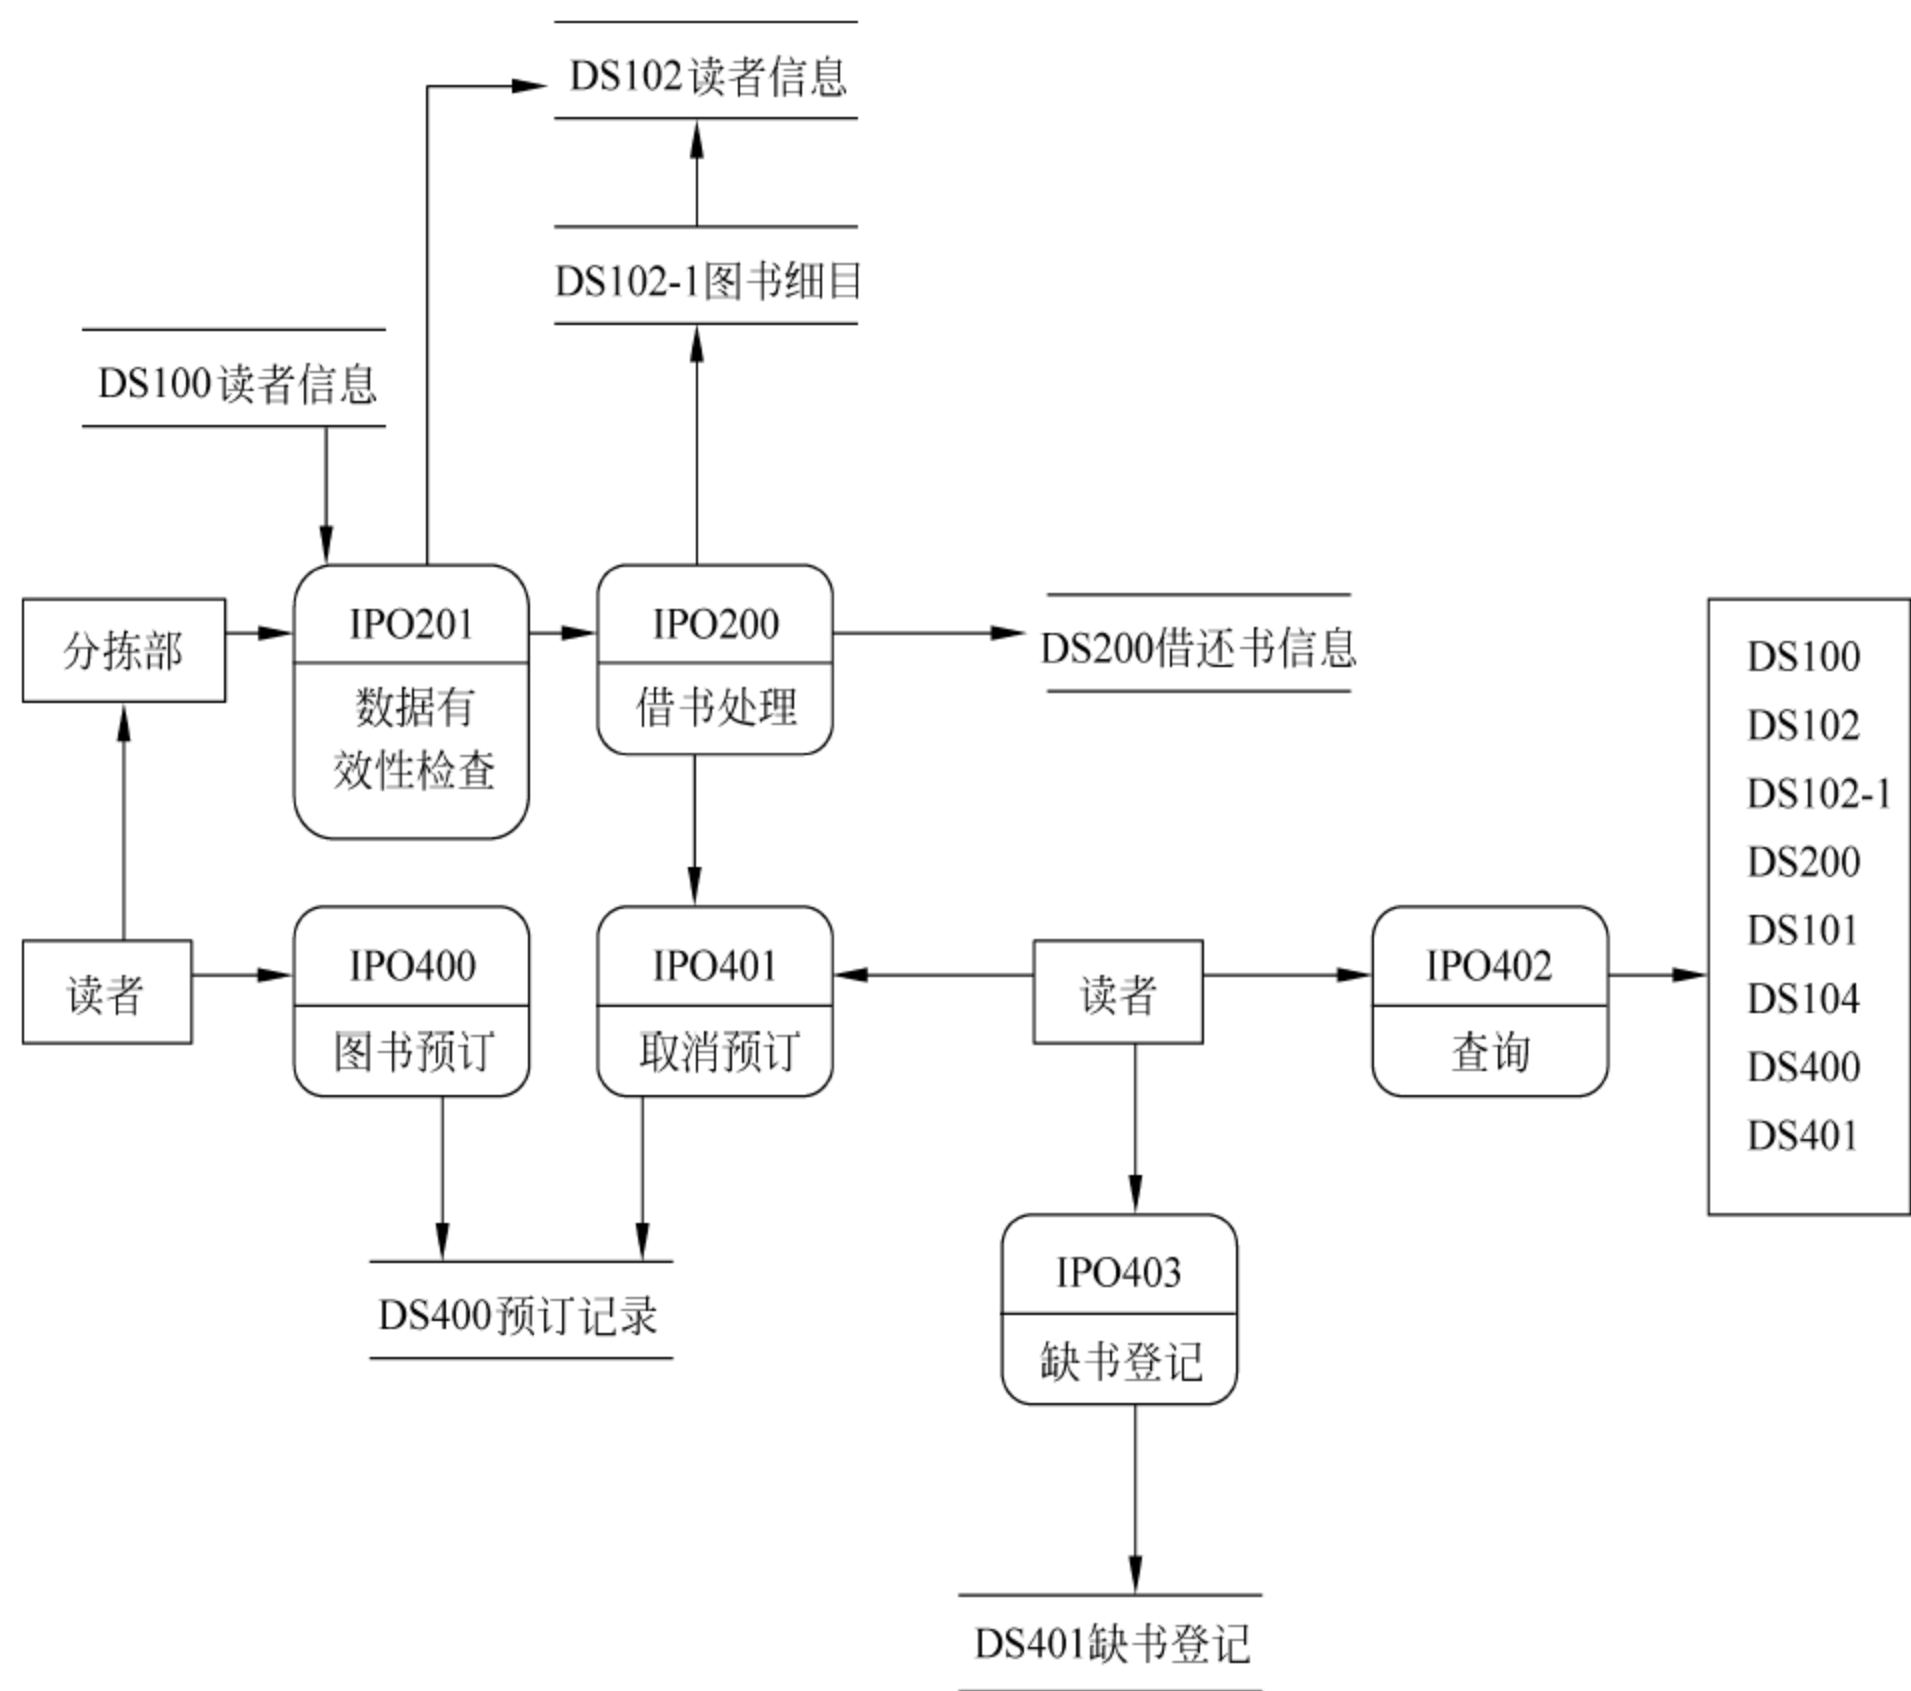 DS102读者信息
DS102-1图书细目
DS100读者信息
分拣部
IPO201
数据有
效性检查
IPO200
借书处理
DS200借还书信息
读者
IPO400
图书预订
IPO401
取消预订
读者
IPO402
查询
DS100
DS102
DS102-1
DS200
DS101
DS104
DS400
DS401
DS400预订记录
IPO403
缺书登记
DS401缺书登记